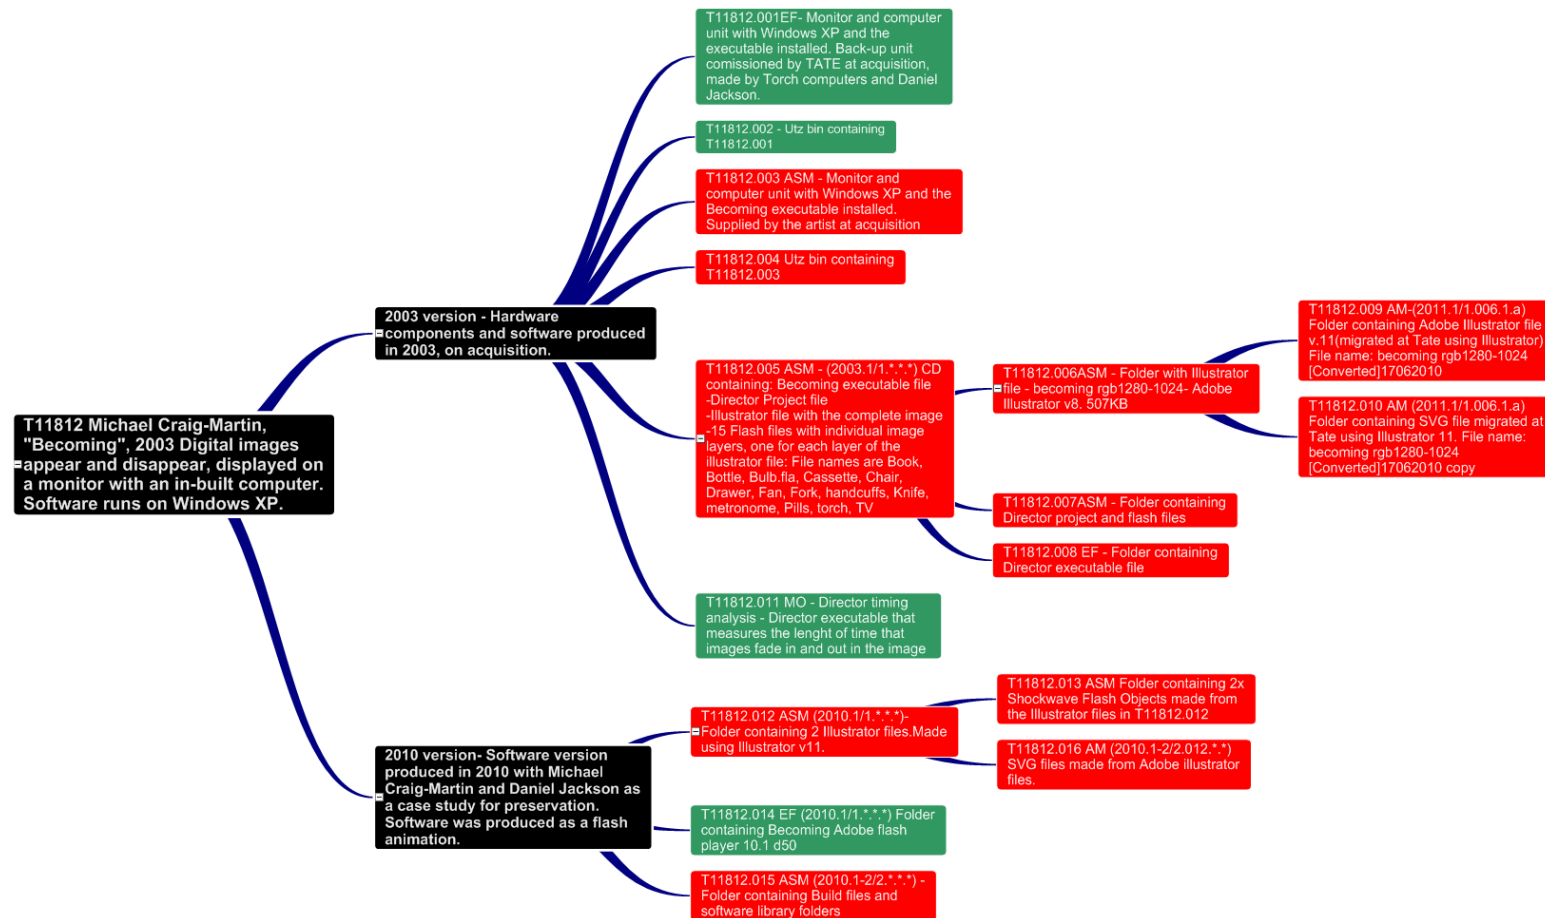 T11812 Michael Craig-Martin,
"Becoming", 2003 Digital images
appear and disappear, displayed on
a monitor with an in-built computer.
Software runs on Windows XP.
2003 version - Hardware
components and software produced
in 2003, on acquisition.
T11812.001EF- Monitor and computer
unit with Windows XP and the
executable installed. Back-up unit
comissioned by TATE at acquisition,
made by Torch computers and Daniel
Jackson.
T11812.002 - Utz bin containing
T11812.001
T11812.003 ASM - Monitor and
computer unit with Windows XP and the
Becoming executable installed.
Supplied by the artist at acquisition
T11812.004 Utz bin containing
T11812.003
T11812.005 ASM - (2003.1/1.*.*.*) CD
containing: Becoming executable file
-Director Project file
-Illustrator file with the complete image
-15 Flash files with individual image
layers, one for each layer of the
illustrator file: File names are Book,
Bottle, Bulb.fla, Cassette, Chair,
Drawer, Fan, Fork, handcuffs, Knife,
metronome, Pills, torch, TV
T11812.006ASM - Folder with Illustrator
file - becoming rgb1280-1024- Adobe
Illustrator v8. 507KB
T11812.009 AM-(2011.1/1.006.1.a)
Folder containing Adobe Illustrator file
v.11(migrated at Tate using Illustrator)
File name: becoming rgb1280-1024
[Converted]17062010
T11812.010 AM (2011.1/1.006.1.a)
Folder containing SVG file migrated at
Tate using Illustrator 11. File name:
becoming rgb1280-1024
[Converted]17062010 copy
T11812.007ASM - Folder containing
Director project and flash files
T11812.008 EF - Folder containing
Director executable file
T11812.011 MO - Director timing
analysis - Director executable that
measures the lenght of time that
images fade in and out in the image
2010 version- Software version
produced in 2010 with Michael
Craig-Martin and Daniel Jackson as
a case study for preservation.
Software was produced as a flash
animation.
T11812.012 ASM (2010.1/1.*.*.*)-
Folder containing 2 Illustrator files.Made
using Illustrator v11.
T11812.013 ASM Folder containing 2x
Shockwave Flash Objects made from
the Illustrator files in T11812.012
T11812.016 AM (2010.1-2/2.012.*.*)
SVG files made from Adobe illustrator
files.
T11812.014 EF (2010.1/1.*.*.*) Folder
containing Becoming Adobe flash
player 10.1 d50
T11812.015 ASM (2010.1-2/2.*.*.*) -
Folder containing Build files and
software library folders